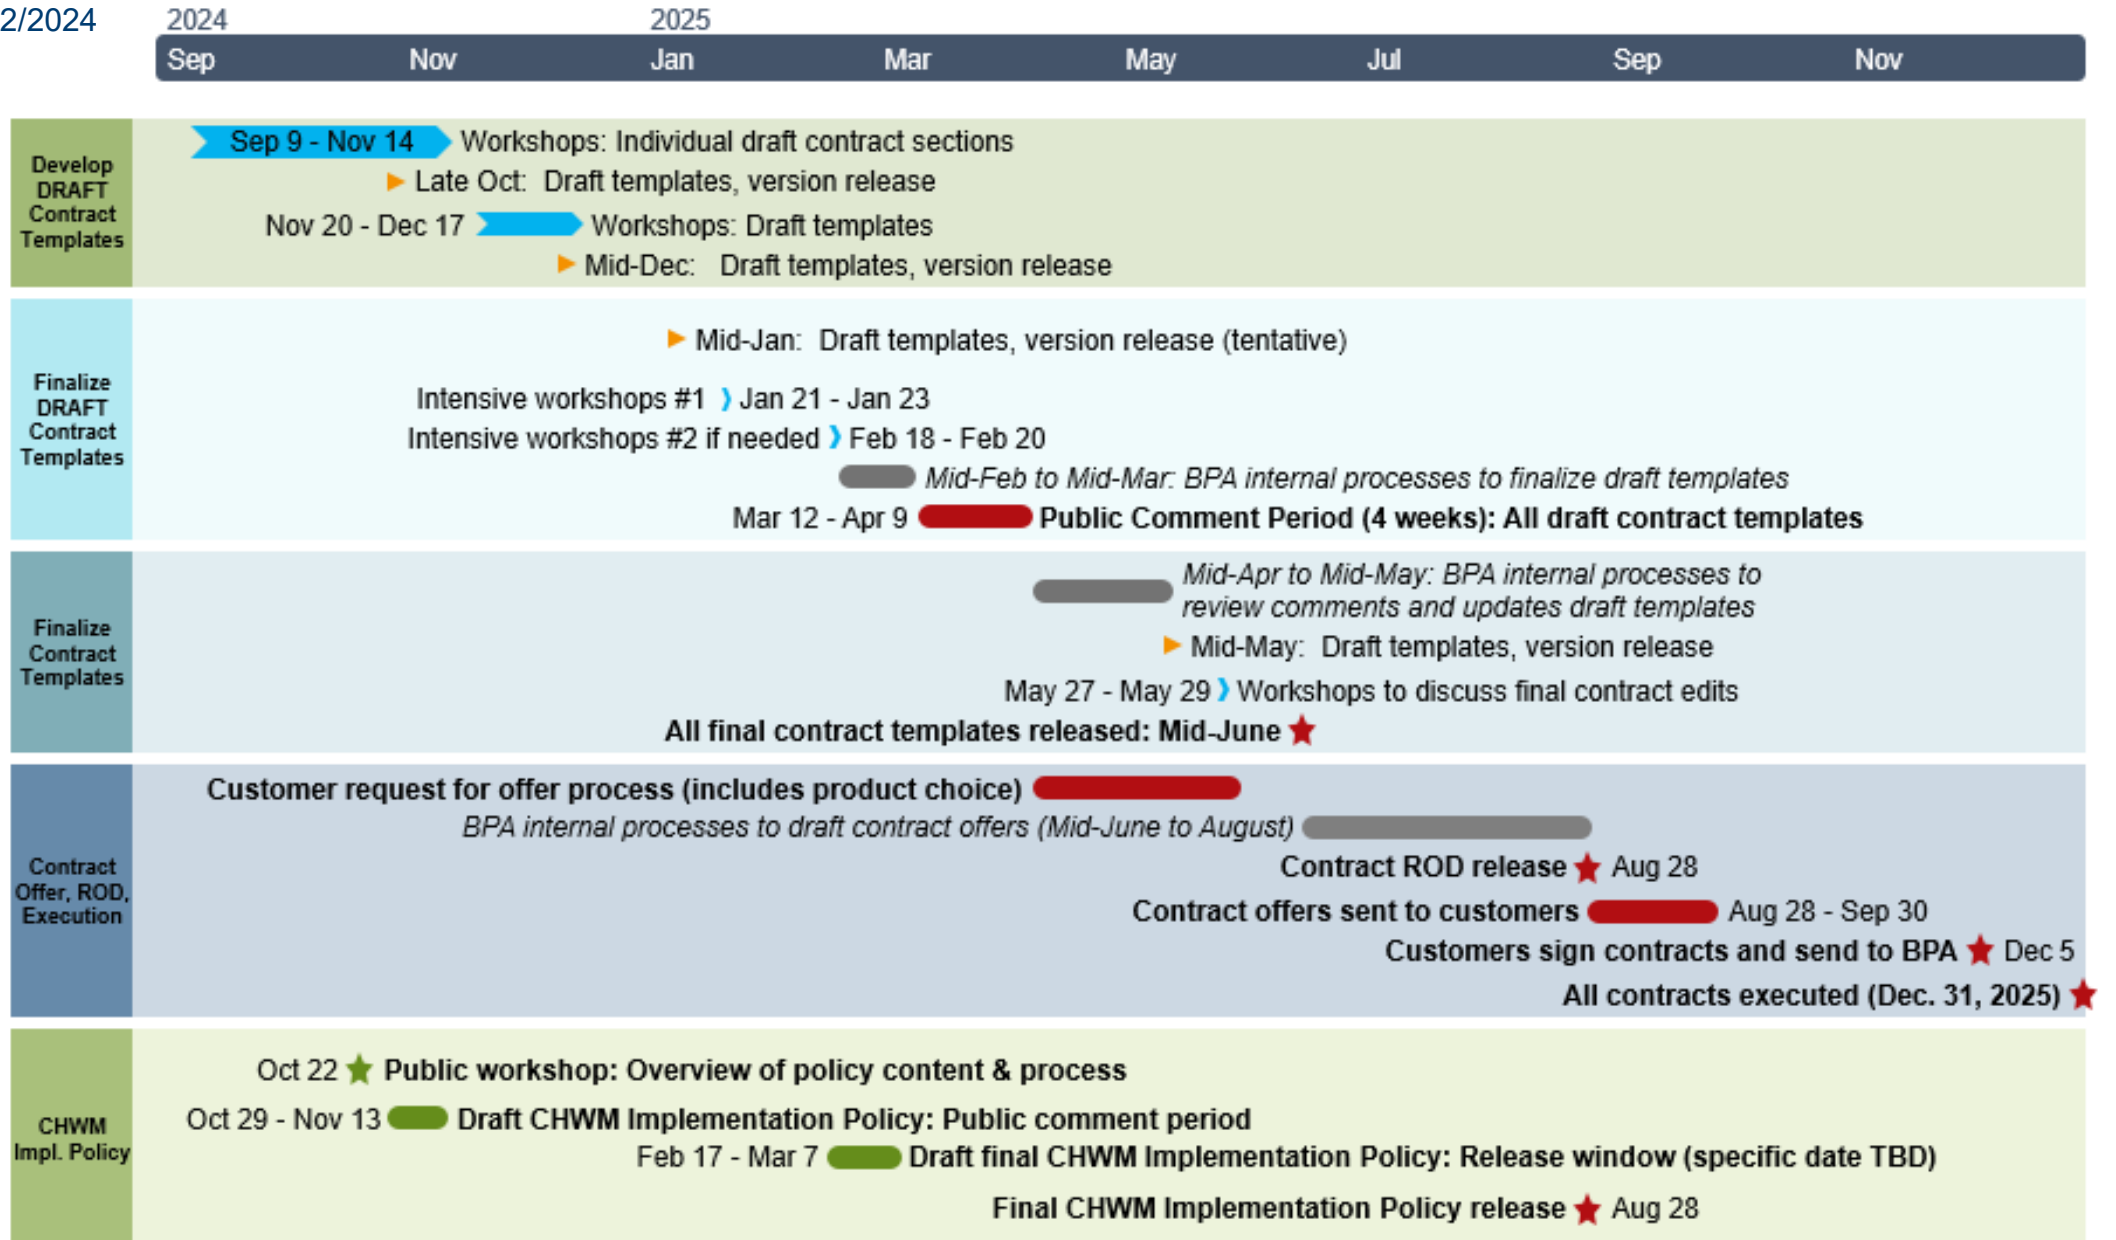 2/2024
2024 2025
Sep Nov Jan Mar May Jul Sep Nov
Develop
DRAFT
Contract
Templates
Sep 9 - Nov 14 Workshops: Individual draft contract sections
Late Oct: Draft templates, version release
Nov 20 - Dec 17 Workshops: Draft templates
Mid-Dec: Draft templates, version release
Finalize
DRAFT
Contract
Templates
Mid-Jan: Draft templates, version release (tentative)
Intensive workshops #1 Jan 21 - Jan 23
Intensive workshops #2 if needed Feb 18 - Feb 20
Mid-Feb to Mid-Mar: BPA internal processes to finalize draft templates
Mar 12 - Apr 9 Public Comment Period (4 weeks): All draft contract templates
Finalize
Contract
Templates
Mid-Apr to Mid-May: BPA internal processes to
review comments and updates draft templates
Mid-May: Draft templates, version release
May 27 - May 29 Workshops to discuss final contract edits
All final contract templates released: Mid-June
Contract
Offer, ROD,
Execution
Customer request for offer process (includes product choice)
BPA internal processes to draft contract offers (Mid-June to August)
Contract ROD release Aug 28
Contract offers sent to customers Aug 28 - Sep 30
Customers sign contracts and send to BPA Dec 5
All contracts executed (Dec. 31, 2025)
CHWM
Impl. Policy
Oct 22 Public workshop: Overview of policy content & process
Oct 29 - Nov 13 Draft CHWM Implementation Policy: Public comment period
Feb 17 - Mar 7 Draft final CHWM Implementation Policy: Release window (specific date TBD)
Final CHWM Implementation Policy release Aug 28